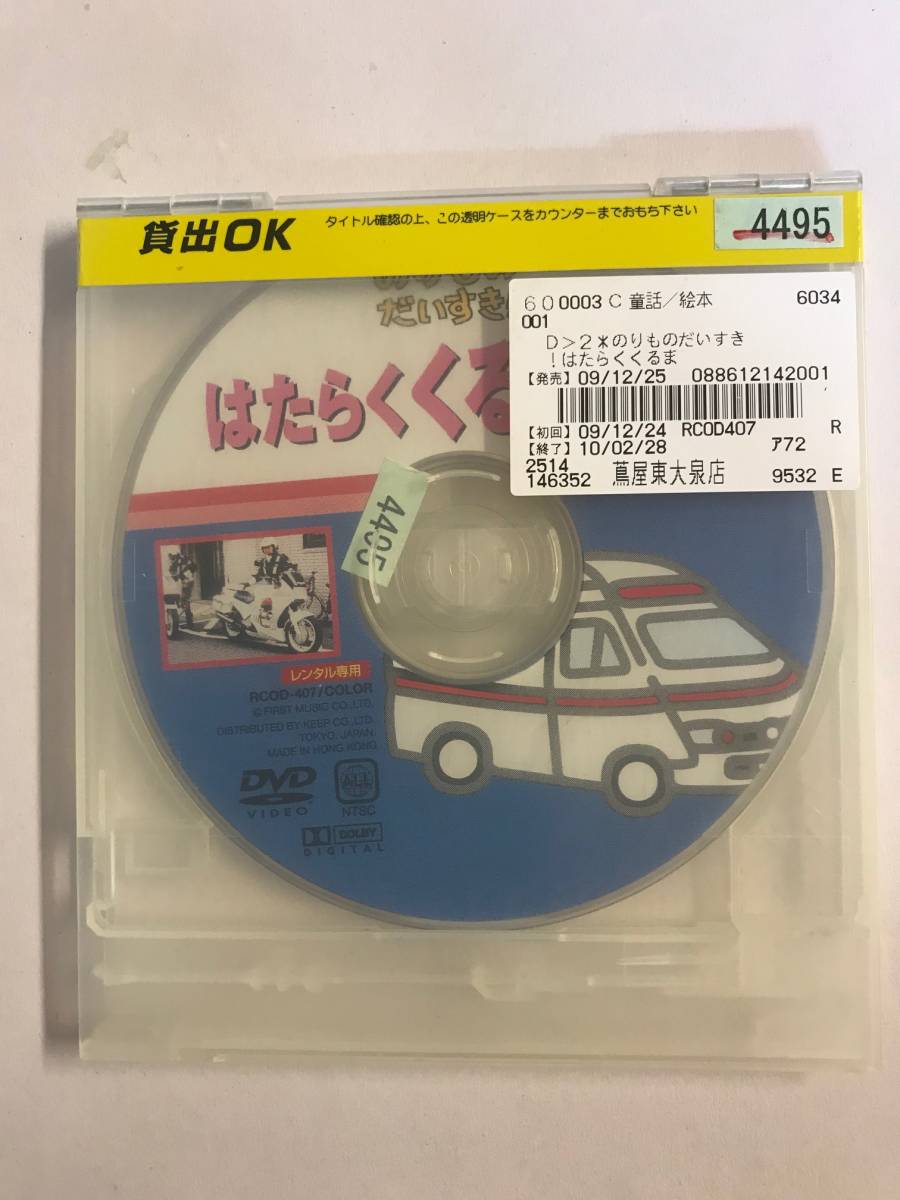 貸出OK
タイトル確認の上、この透明ケースをカウンターまでおもち下さい
4495
600003 C 童話／絵本 6034
001
D>2*のりものだいすき
!はたらくくるま
【発売】09/12/25 088612142001
【初回】09/12/24 RCOD407 R
【終了】10/02/28 ｱ72
2514
146352 蔦屋東大泉店 9532 E
だいすき
はたらくくる
4495
レンタル専用
RCOD-407/COLOR
© FIRST MUSIC CO.,LTD.
DISTRIBUTED BY KEEP CO.,LTD.
TOKYO, JAPAN.
MADE IN HONG KONG
DVD
VIDEO
NTSC
DOLBY
DIGITAL